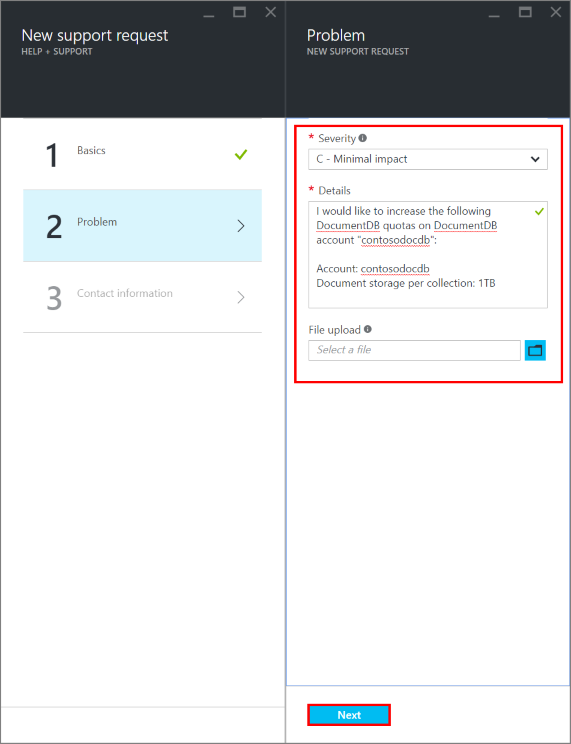 New support request
HELP + SUPPORT
1 Basics
2 Problem
3 Contact information
Problem
NEW SUPPORT REQUEST
* Severity
C - Minimal impact
* Details
I would like to increase the following
DocumentDB quotas on DocumentDB
account "contosodocdb":
Account: contosodocdb
Document storage per collection: 1TB
File upload
Select a file
Next